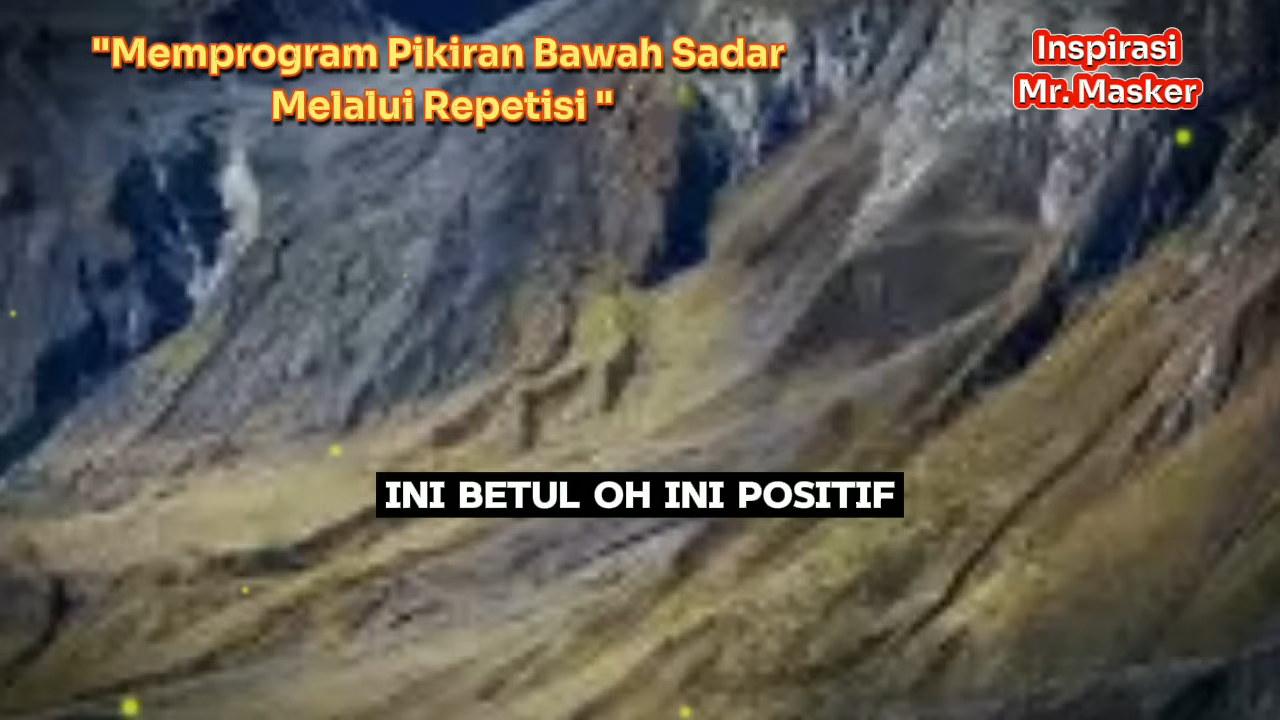 "Memprogram Pikiran Bawah Sadar
Melalui Repetisi "
Inspirasi
Mr. Masker
INI BETUL OH INI POSITIF